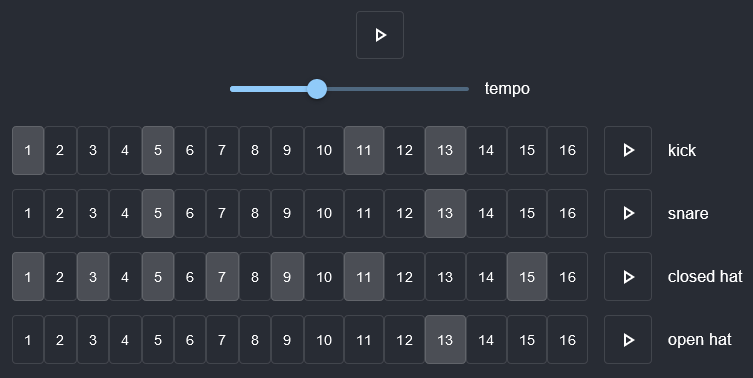 tempo
1 2 3 4 5 6 7 8 9 10 11 12 13 14 15 16 kick
1 2 3 4 5 6 7 8 9 10 11 12 13 14 15 16 snare
1 2 3 4 5 6 7 8 9 10 11 12 13 14 15 16 closed hat
1 2 3 4 5 6 7 8 9 10 11 12 13 14 15 16 open hat